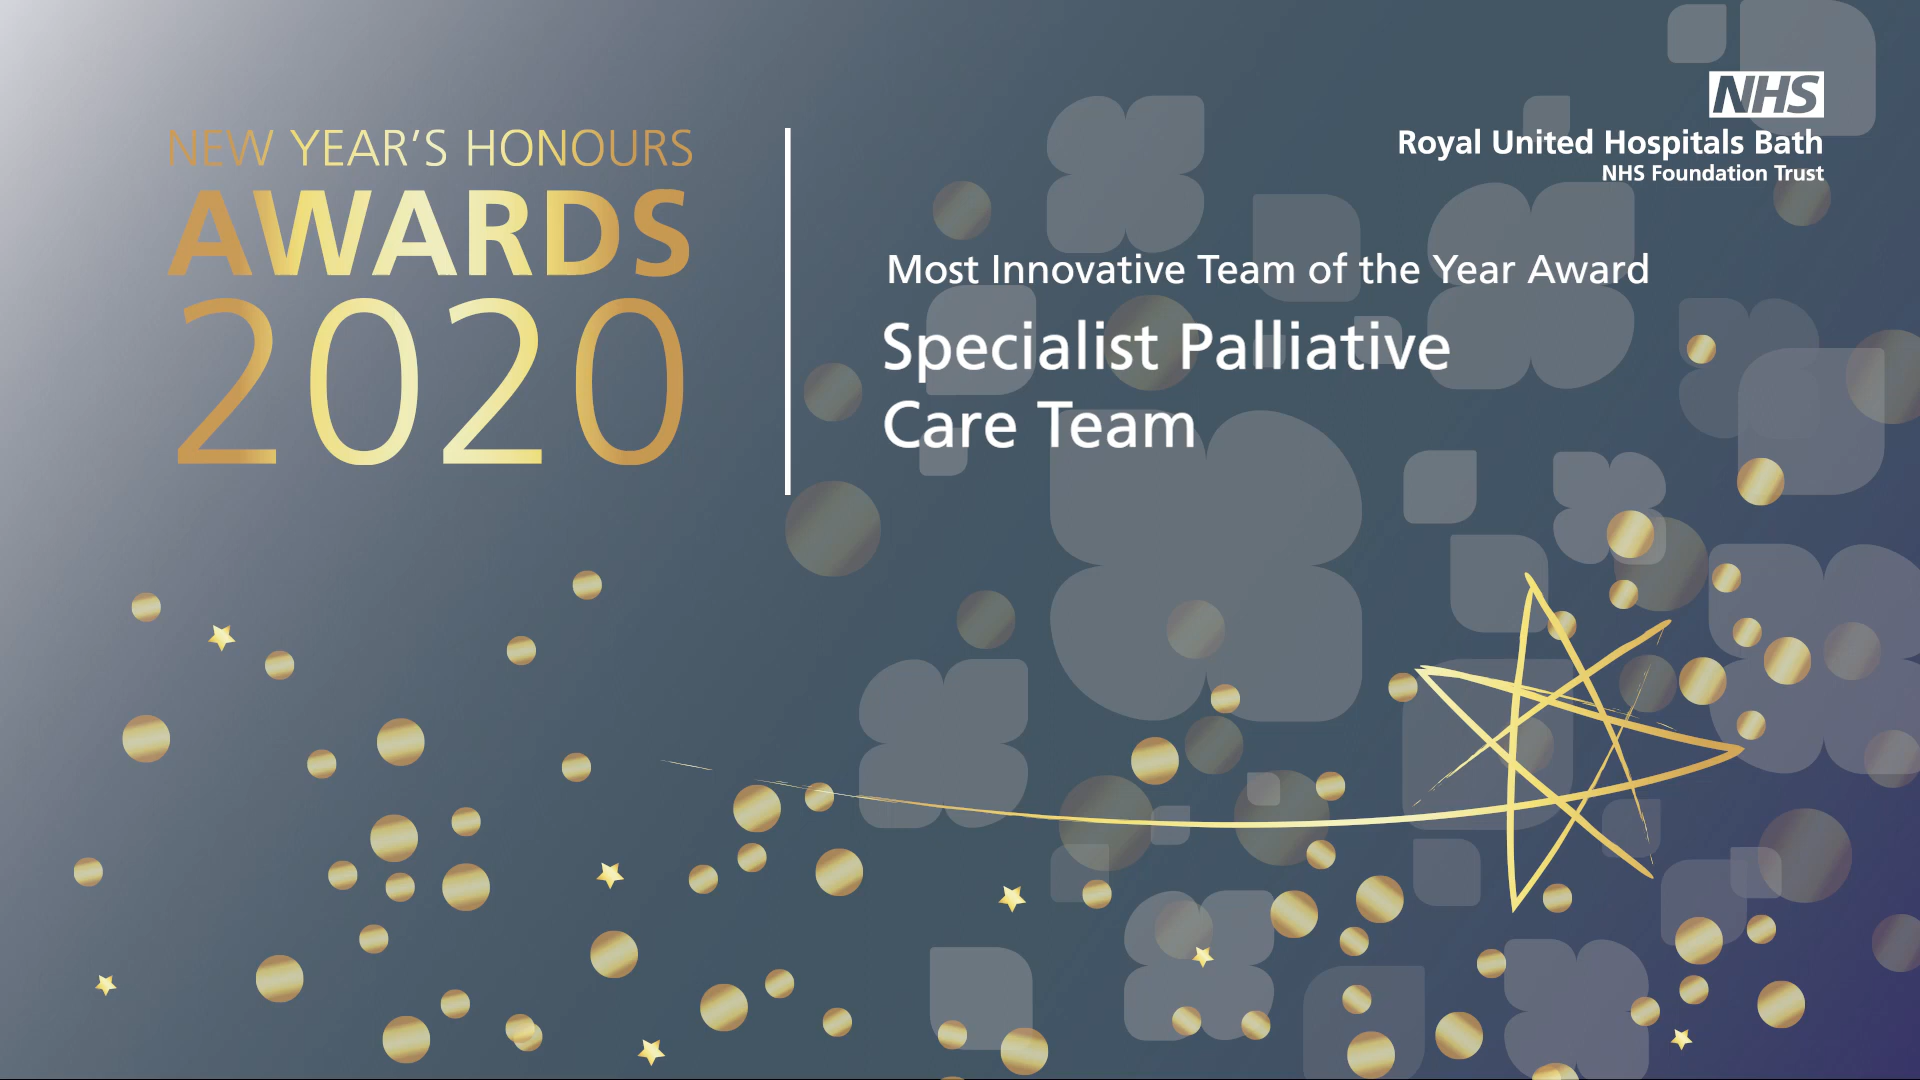 NEW YEAR'S HONOURS
AWARDS
2020
NHS
Royal United Hospitals Bath
NHS Foundation Trust
Most Innovative Team of the Year Award
Specialist Palliative
Care Team